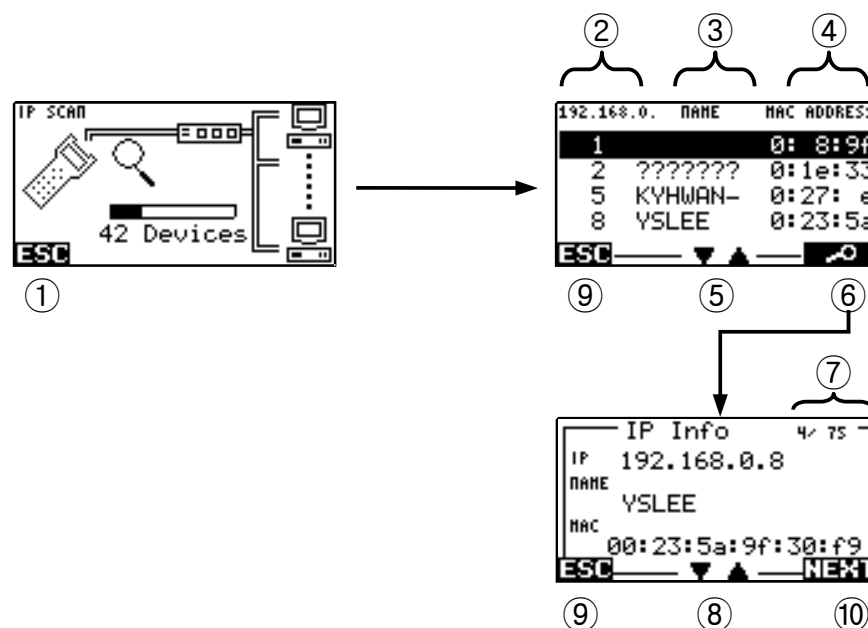 ② ③ ④
IP SCAN
42 Devices
ESC
①
192.168.0. NAME MAC ADDRESS
1 0: 8:9f
2 ??????? 0:1e:33
5 KYHWAN- 0:27: e
8 YSLEE 0:23:5a
ESC
⑨ ⑤ ⑥
⑦
IP Info 4/ 75
IP 192.168.0.8
NAME
YSLEE
MAC
00:23:5a:9f:30:f9
ESC NEXT
⑨ ⑧ ⑩